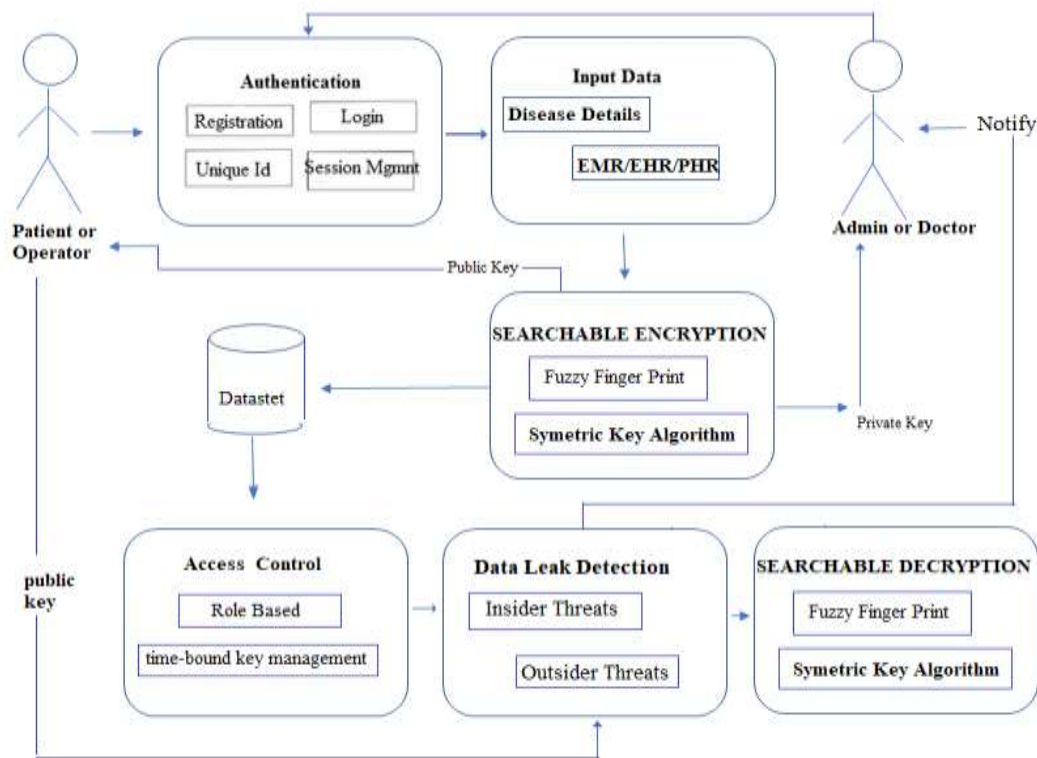 Authentication
Registration
Login
Unique Id
Session Mgmnt
Input Data
Disease Details
EMR/EHR/PHR
Notify
Patient or
Operator
Admin or Doctor
Public Key
SEARCHABLE ENCRYPTION
Fuzzy Finger Print
Symetric Key Algorithm
Datastet
Private Key
public
key
Access Control
Role Based
time-bound key management
Data Leak Detection
Insider Threats
Outsider Threats
SEARCHABLE DECRYPTION
Fuzzy Finger Print
Symetric Key Algorithm